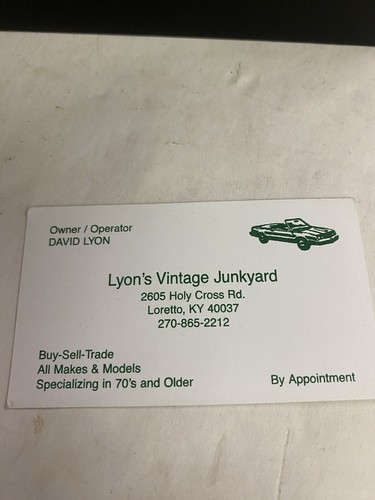 Owner / Operator
DAVID LYON
Lyon's Vintage Junkyard
2605 Holy Cross Rd.
Loretto, KY 40037
270-865-2212
Buy-Sell-Trade
All Makes & Models
Specializing in 70's and Older
By Appointment